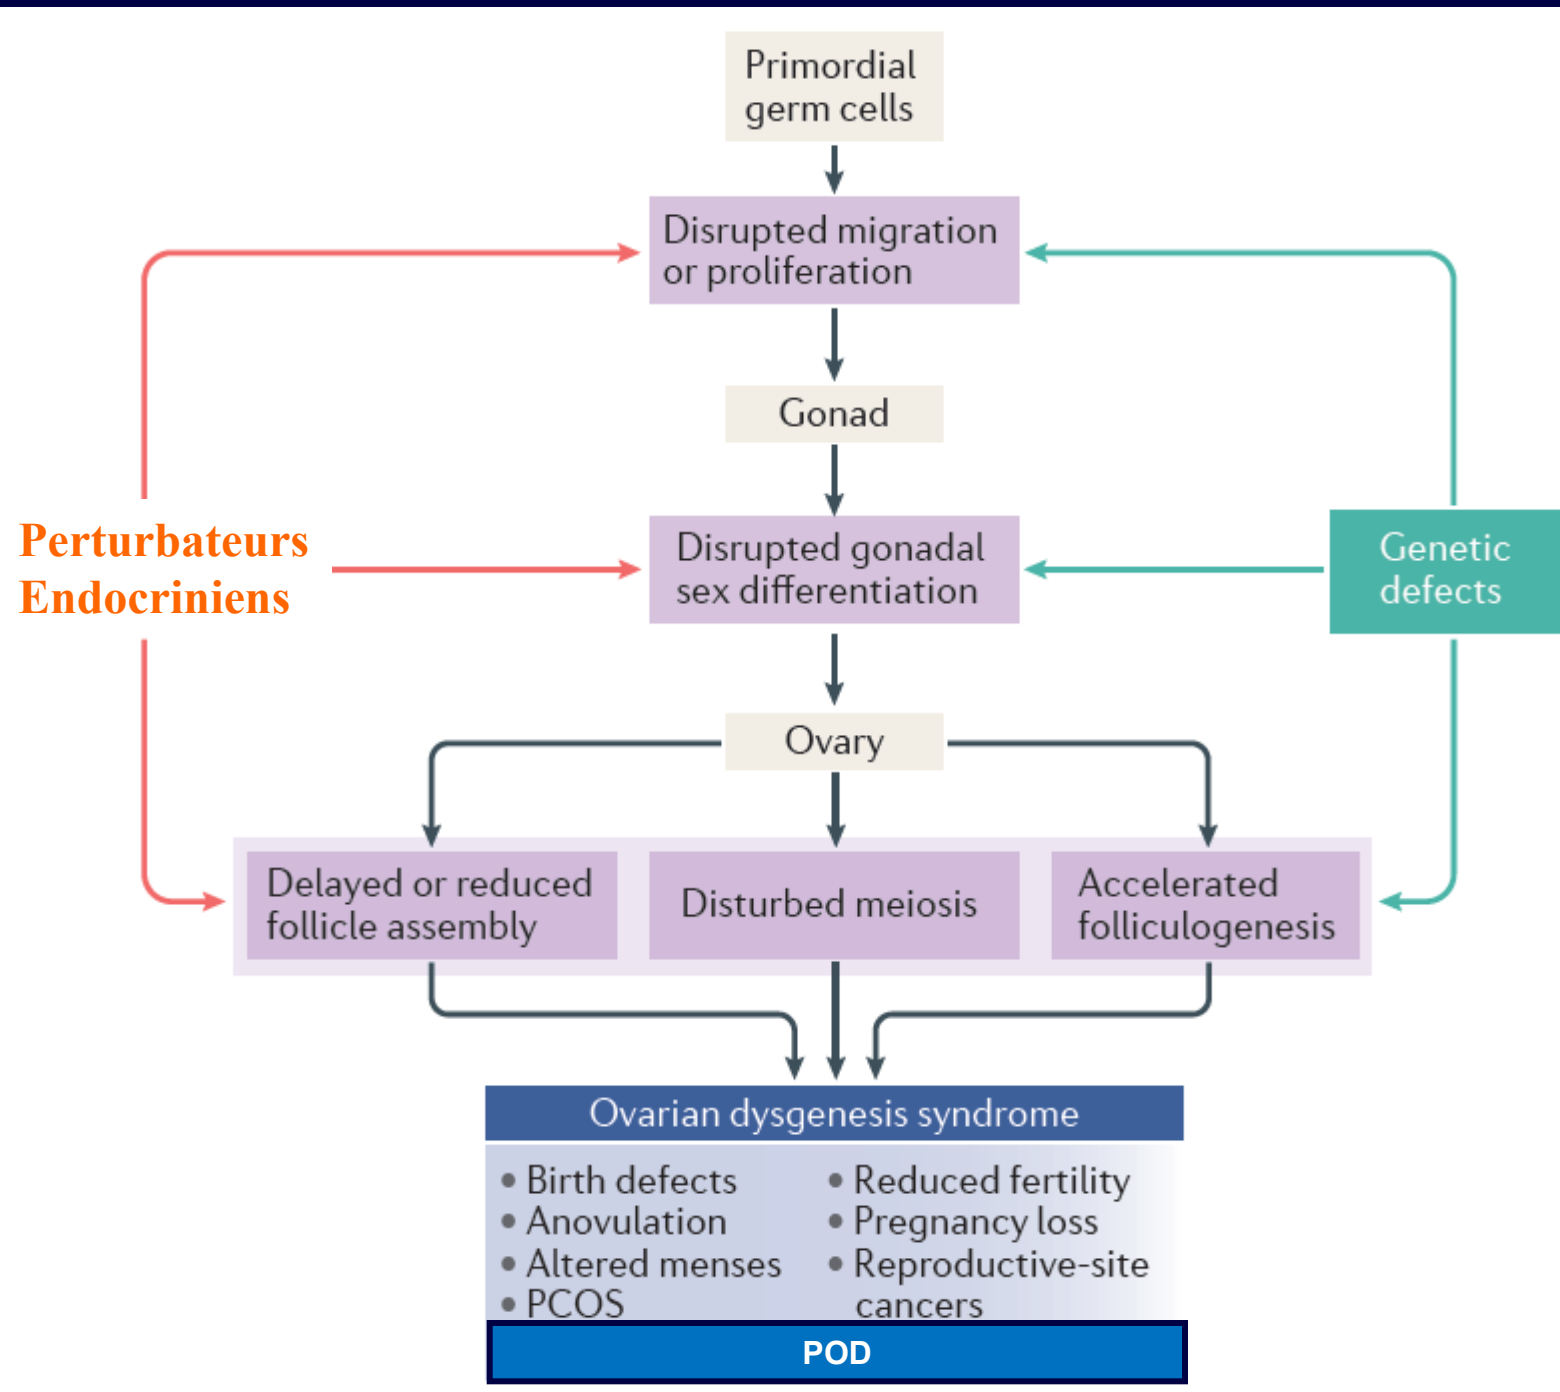 Primordial
germ cells
Disrupted migration
or proliferation
Gonad
Perturbateurs
Endocriniens
Disrupted gonadal
sex differentiation
Genetic
defects
Ovary
Delayed or reduced
follicle assembly
Disturbed meiosis
Accelerated
folliculogenesis
Ovarian dysgenesis syndrome
• Birth defects
• Anovulation
• Altered menses
• PCOS
• Reduced fertility
• Pregnancy loss
• Reproductive-site
cancers
POD